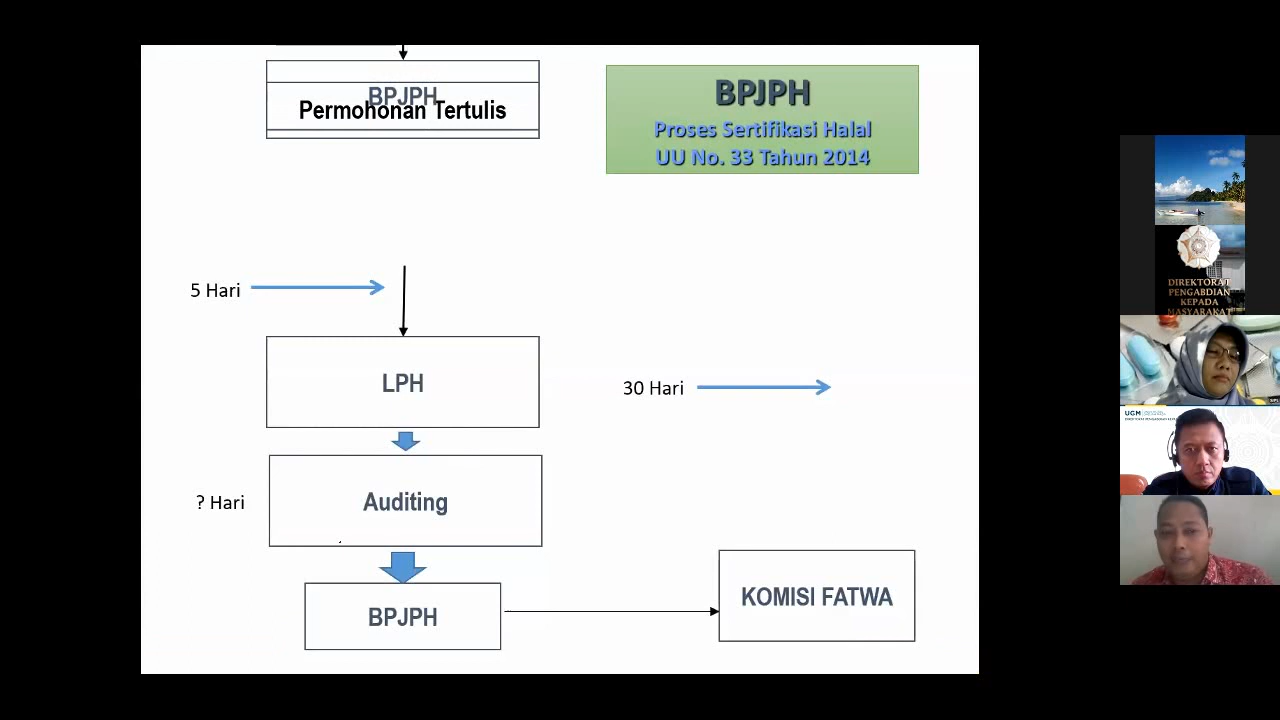 BPJPH
Permohonan Tertulis
BPJPH
Proses Sertifikasi Halal
UU No. 33 Tahun 2014
5 Hari
LPH
30 Hari
? Hari
Auditing
BPJPH
KOMISI FATWA
DIREKTORAT
PENGABDIAN
KEPADA
MASYARAKAT
UGM